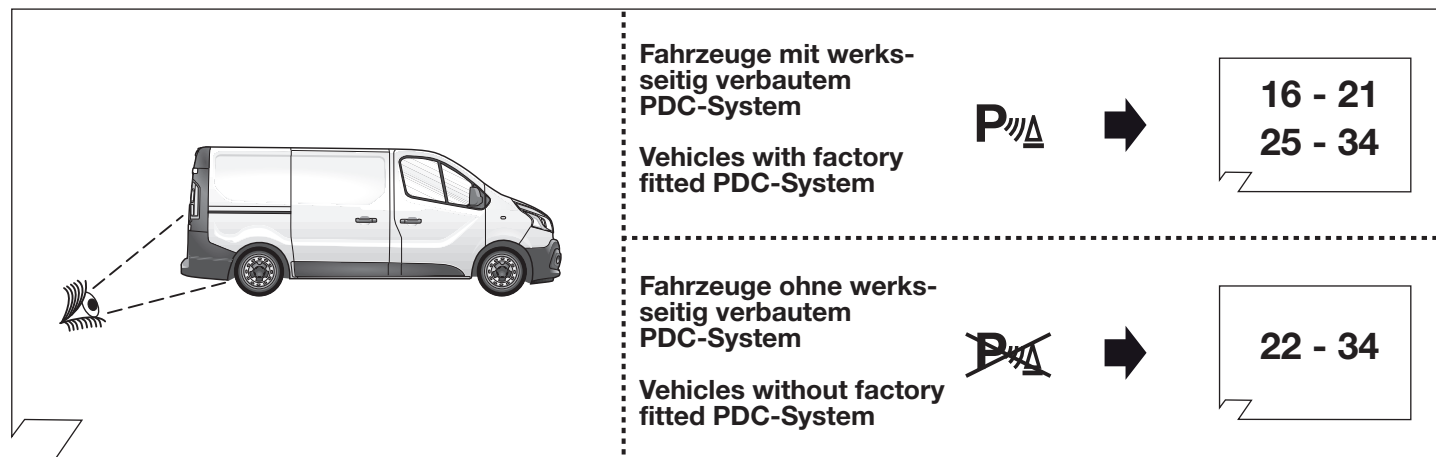 Fahrzeuge mit werks-
seitig verbautem
PDC-System
Vehicles with factory
fitted PDC-System
P
16 - 21
25 - 34
Fahrzeuge ohne werks-
seitig verbautem
PDC-System
Vehicles without factory
fitted PDC-System
P
22 - 34